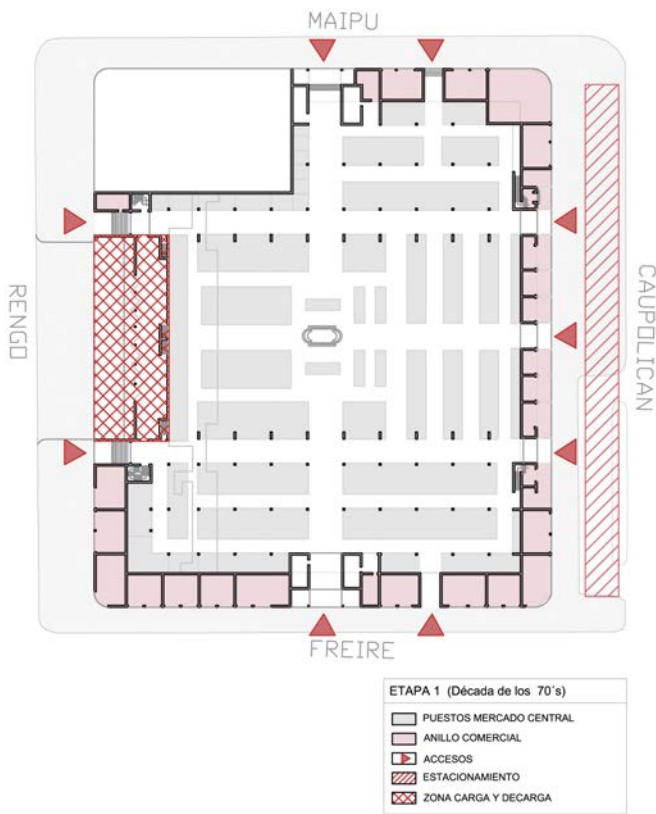 MAIPU
RENGO
CAUPOLICAN
FREIRE
ETAPA 1 (Década de los 70´s)
PUESTOS MERCADO CENTRAL
ANILLO COMERCIAL
ACCESOS
ESTACIONAMIENTO
ZONA CARGA Y DECARGA